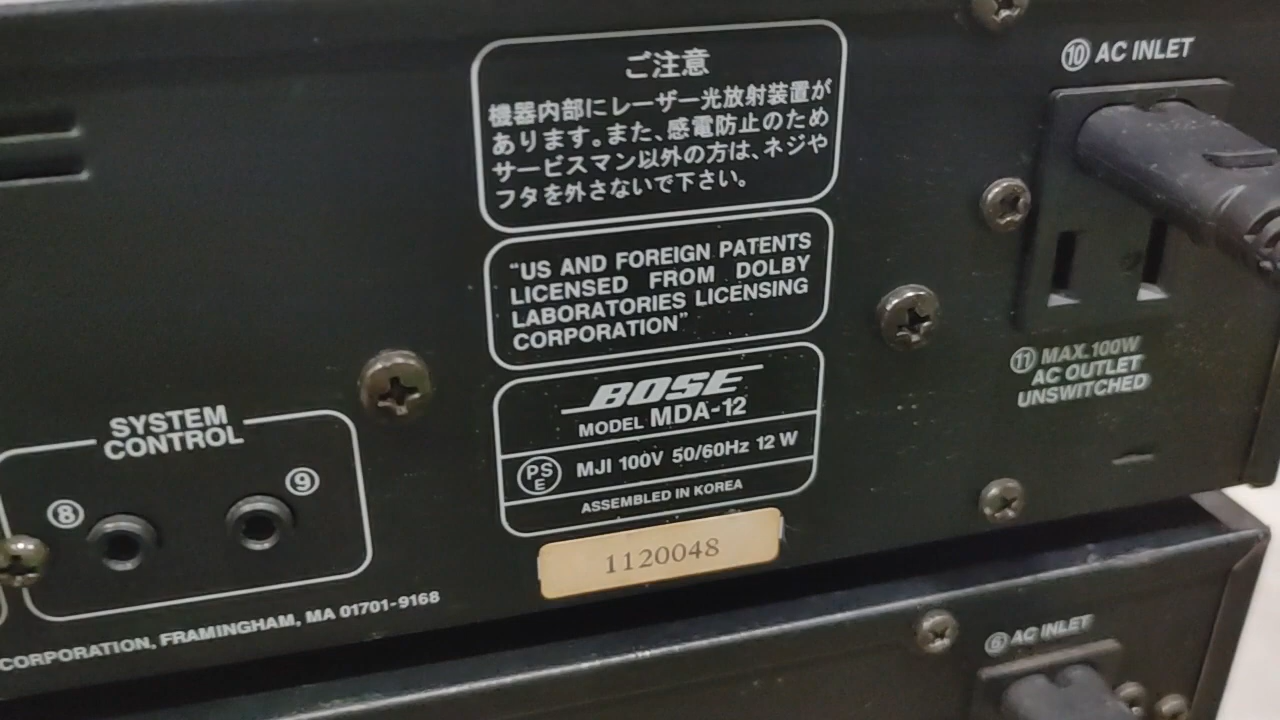 ご注意
機器内部にレーザー光放射装置が
あります。また、感電防止のため
サービスマン以外の方は、ネジや
フタを外さないで下さい。
"US AND FOREIGN PATENTS
LICENSED FROM DOLBY
LABORATORIES LICENSING
CORPORATION"
BOSE
MODEL MDA-12
PS
E
MJI 100V 50/60Hz 12 W
ASSEMBLED IN KOREA
1120048
⑩ AC INLET
⑪ MAX.100W
AC OUTLET
UNSWITCHED
SYSTEM
CONTROL
⑧
⑨
CORPORATION, FRAMINGHAM, MA 01701-9168
⑥ AC INLET